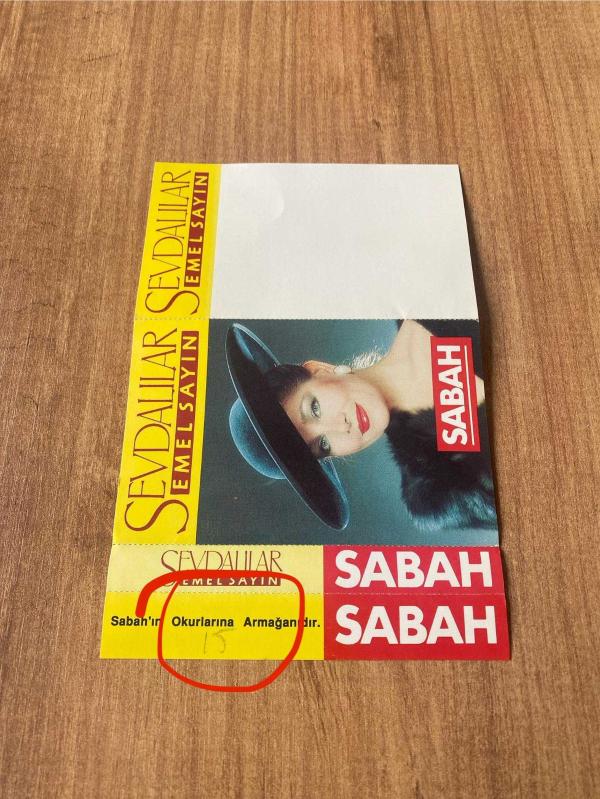 SEVDALILAR
EMEL SAYIN
SEVDALILAR
EMEL SAYIN
SABAH
SEVDALILAR
EMEL SAYIN
SABAH
Sabah'ın Okurlarına Armağanıdır.
SABAH
15